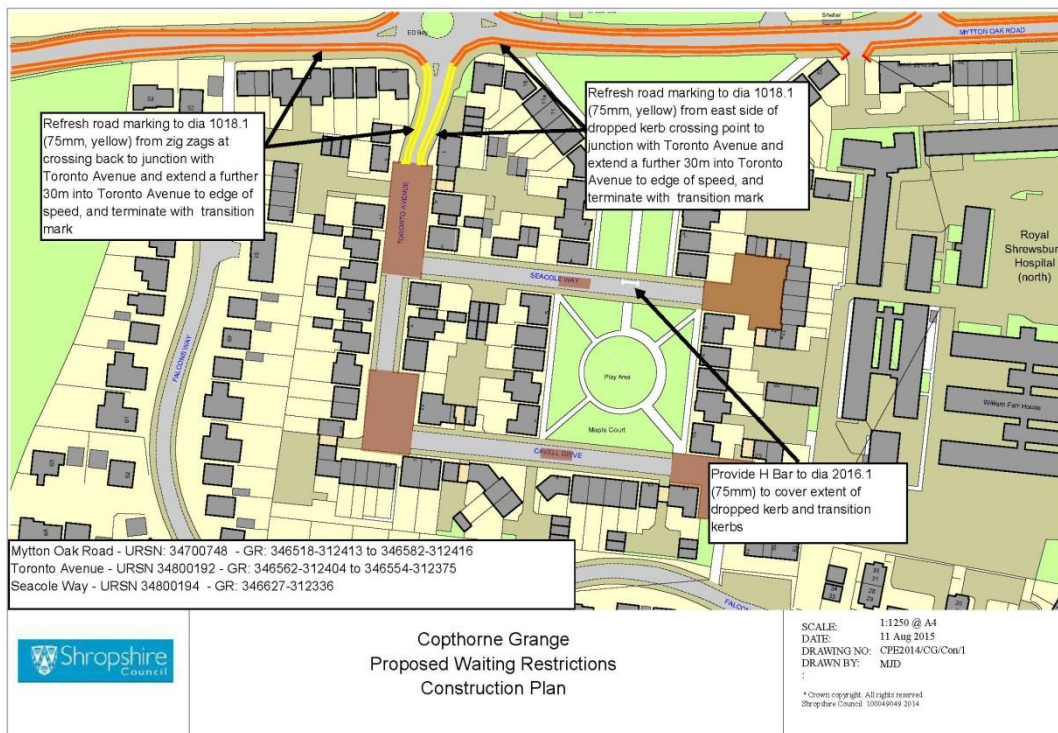 Shelter
ED Bdy
MYTTON OAK ROAD
Refresh road marking to dia 1018.1
(75mm, yellow) from zig zags at
crossing back to junction with
Toronto Avenue and extend a further
30m into Toronto Avenue to edge of
speed, and terminate with transition
mark
Refresh road marking to dia 1018.1
(75mm, yellow) from east side of
dropped kerb crossing point to
junction with Toronto Avenue and
extend a further 30m into Toronto
Avenue to edge of speed, and
terminate with transition mark
TORONTO AVENUE
Royal
Shrewsbury
Hospital
(north)
SEACOLE WAY
FALCONS WAY
Play Area
William Farr House
Maple Court
CAVELL DRIVE
Provide H Bar to dia 2016.1
(75mm) to cover extent of
dropped kerb and transition
kerbs
Mytton Oak Road - URSN: 34700748 - GR: 346518-312413 to 346582-312416
Toronto Avenue - URSN 34800192 - GR: 346562-312404 to 346554-312375
Seacole Way - URSN 34800194 - GR: 346627-312336
Shropshire
Council
Copthorne Grange
Proposed Waiting Restrictions
Construction Plan
SCALE: 1:1250 @ A4
DATE: 11 Aug 2015
DRAWING NO: CPE2014/CG/Con/1
DRAWN BY: MJD
:
* Crown copyright. All rights reserved
Shropshire Council. 100049049 2014